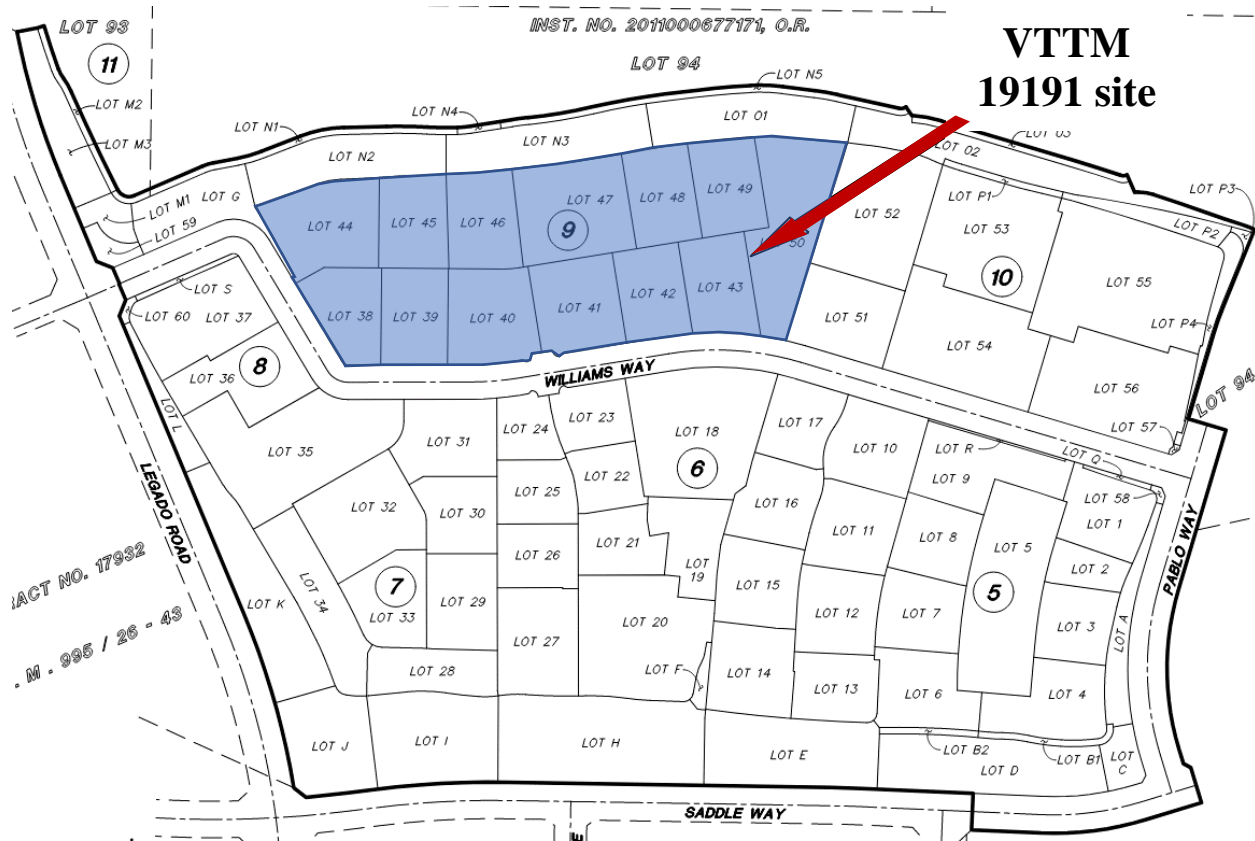 LOT 93
INST. NO. 2011000677171, O.R.
VTTM
19191 site
11
LOT 94
LOT N5
LOT M2
LOT N4
LOT N1
LOT O1
LOT M3
LOT N3
LOT N2
LOT O2
LOT M1
LOT G
LOT P1
LOT P3
LOT 59
LOT 44
LOT 45
LOT 46
LOT 47
LOT 48
LOT 49
LOT 50
9
LOT 52
LOT 53
LOT P2
10
LOT 55
LOT S
LOT 60
LOT 37
LOT 38
LOT 39
LOT 40
LOT 41
LOT 42
LOT 43
LOT 51
LOT P4
LOT 54
LOT 36
8
WILLIAMS WAY
LOT 56
LOT 94
LOT L
LOT 35
LOT 31
LOT 24
LOT 23
LOT 18
LOT 17
LOT 10
LOT R
LOT 57
LOT Q
6
LOT 22
LOT 25
LOT 16
LOT 9
LOT 58
LOT 1
LEGADO ROAD
LOT 32
LOT 30
LOT 21
LOT 26
LOT 11
LOT 8
LOT 5
LOT 2
PABLO WAY
RACT NO. 17932
LOT 34
7
LOT 19
LOT 15
5
LOT K
LOT 33
LOT 29
LOT 20
LOT 12
LOT 7
LOT 3
LOT A
. M . 995 / 26 - 43
LOT 27
LOT 28
LOT F
LOT 14
LOT 13
LOT 6
LOT 4
LOT J
LOT I
LOT H
LOT E
LOT B2
LOT D
LOT B1
LOT C
SADDLE WAY